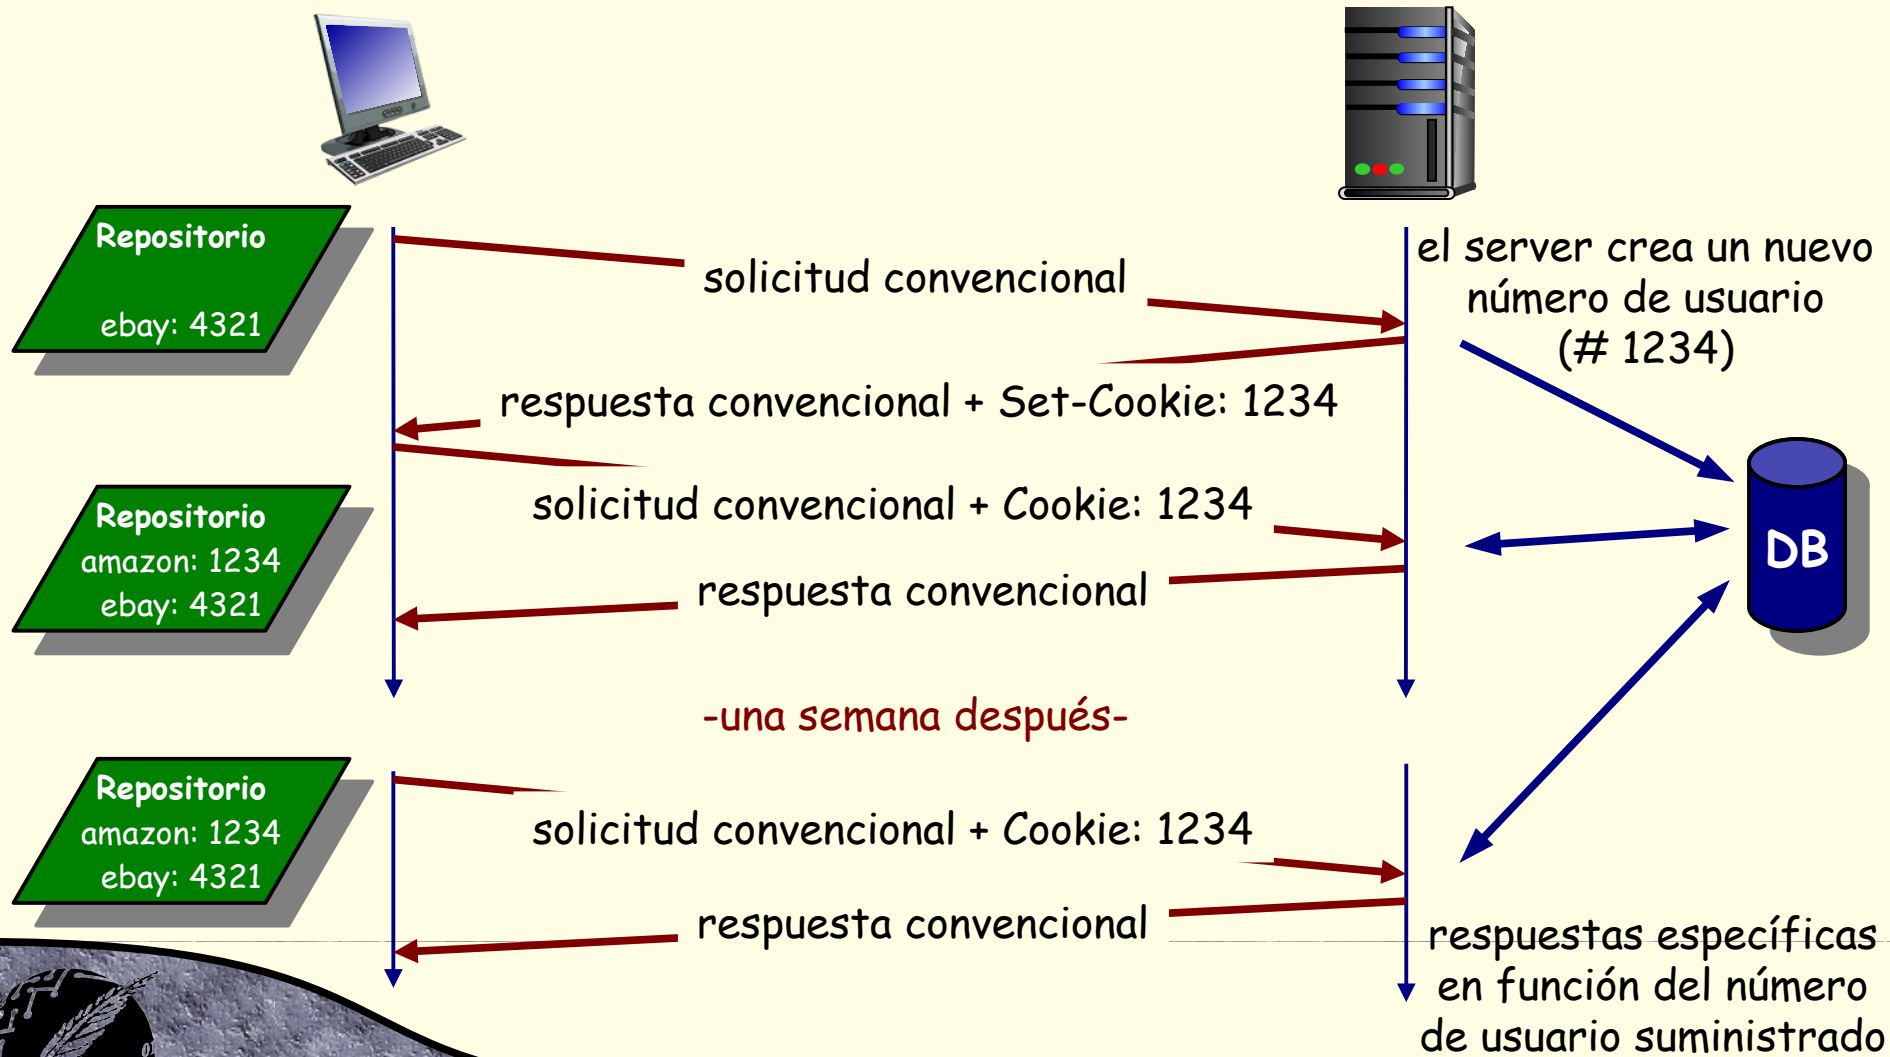 Repositorio
ebay: 4321
solicitud convencional
el server crea un nuevo
número de usuario
(# 1234)
respuesta convencional + Set-Cookie: 1234
Repositorio
amazon: 1234
ebay: 4321
solicitud convencional + Cookie: 1234
respuesta convencional
DB
-una semana después-
Repositorio
amazon: 1234
ebay: 4321
solicitud convencional + Cookie: 1234
respuesta convencional
respuestas específicas
en función del número
de usuario suministrado